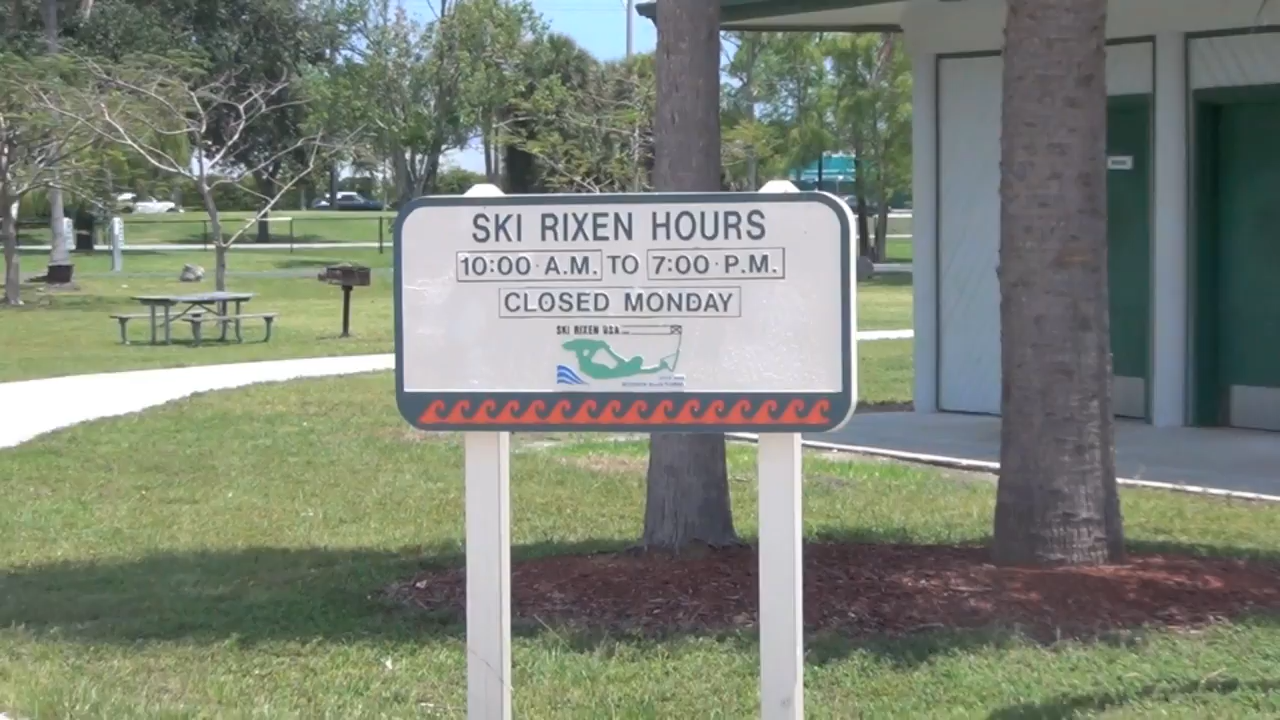 SKI RIXEN HOURS
10:00 A.M. TO 7:00 P.M.
CLOSED MONDAY
SKI RIXEN USA